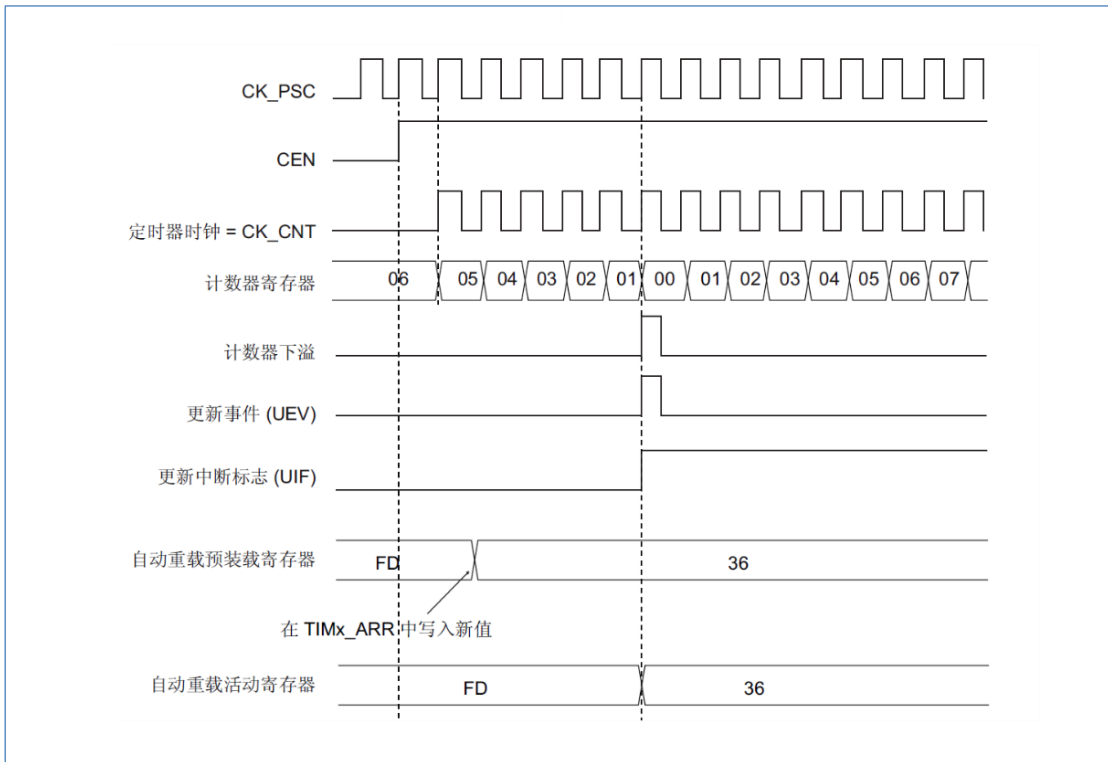 CK_PSC
CEN
定时器时钟 = CK_CNT
计数器寄存器 06 05 04 03 02 01 00 01 02 03 04 05 06 07
计数器下溢
更新事件 (UEV)
更新中断标志 (UIF)
自动重载预装载寄存器 FD 36
在 TIMx_ARR 中写入新值
自动重载活动寄存器 FD 36